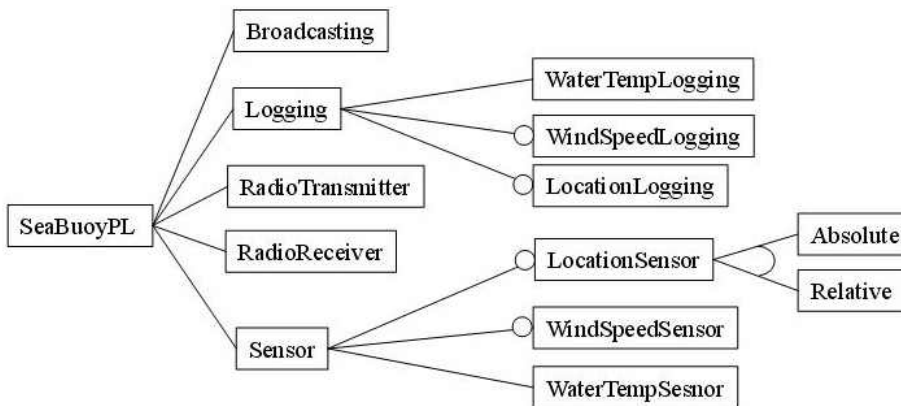 Broadcasting
Logging
WaterTempLogging
WindSpeedLogging
LocationLogging
RadioTransmitter
SeaBuoyPL
RadioReceiver
LocationSensor
Absolute
Relative
Sensor
WindSpeedSensor
WaterTempSesnor